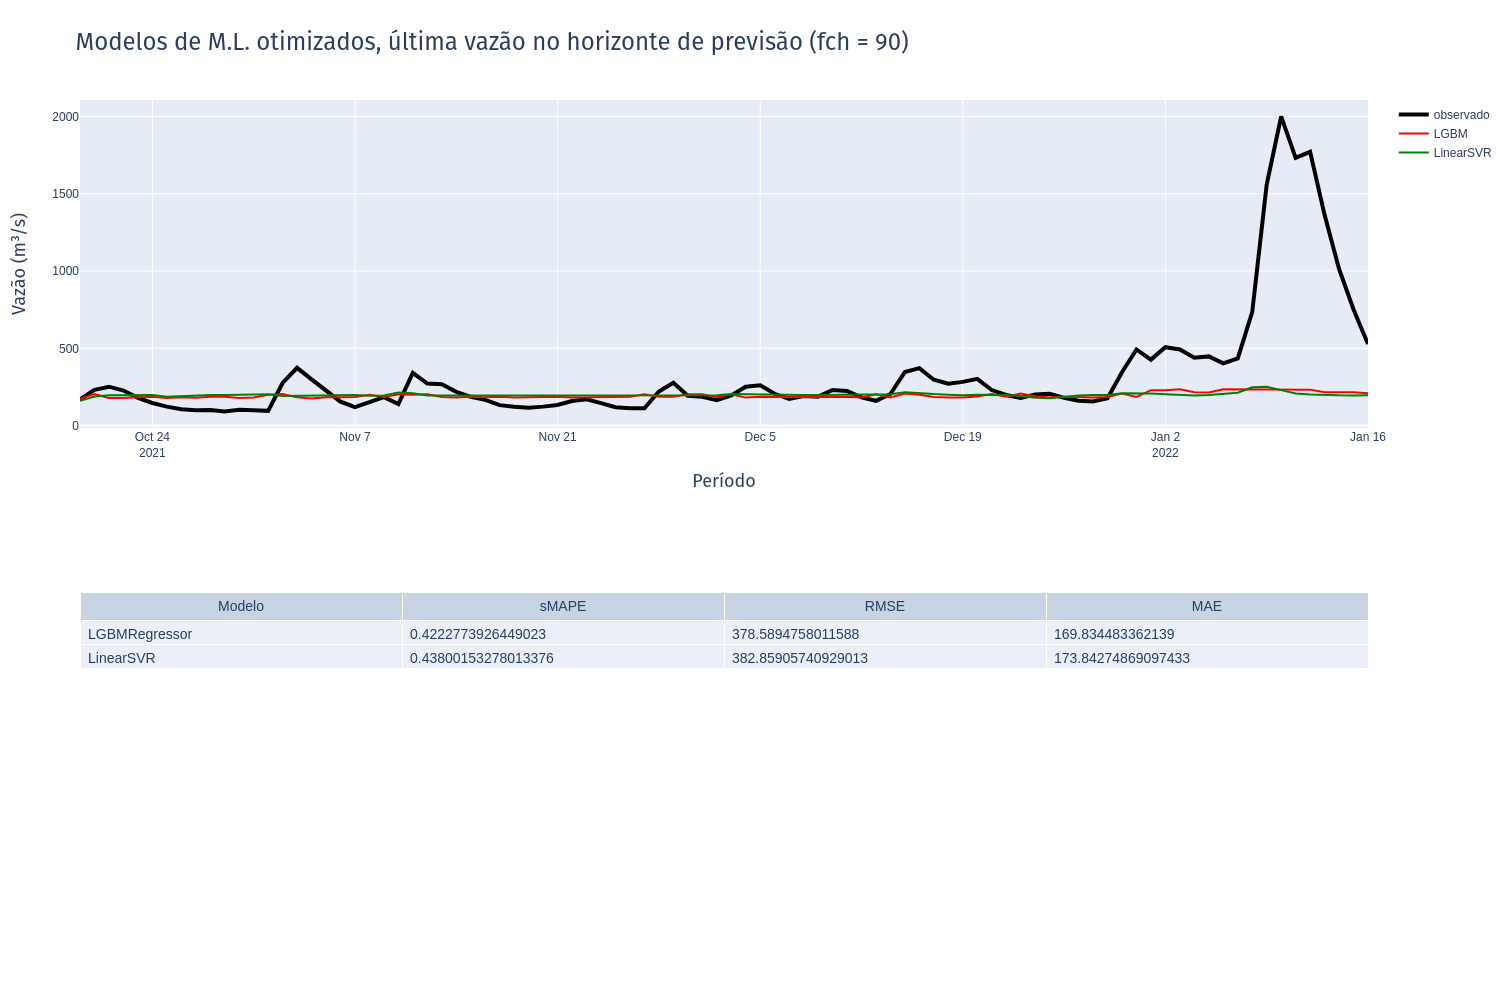 Modelos de M.L. otimizados, última vazão no horizonte de previsão (fch = 90)
observado
LGBM
LinearSVR
Vazão (m³/s)
2000
1500
1000
500
0
Oct 24 Nov 7 Nov 21 Dec 5 Dec 19 Jan 2 Jan 16
2021 2022
Período
Modelo sMAPE RMSE MAE
LGBMRegressor 0.4222773926449023 378.5894758011588 169.834483362139
LinearSVR 0.43800153278013376 382.85905740929013 173.84274869097433